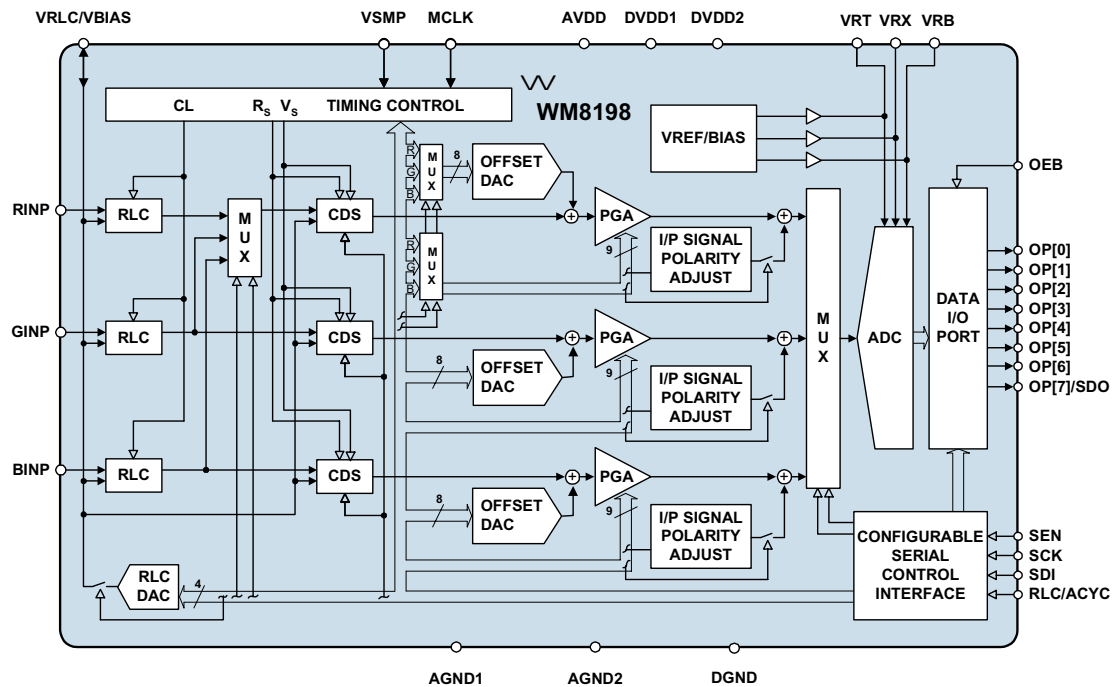 VRLC/VBIAS VSMP MCLK AVDD DVDD1 DVDD2 VRT VRX VRB
CL RS VS TIMING CONTROL
WM8198
VREF/BIAS
OEB
R
G
B
MUX
8
OFFSET
DAC
RINP
RLC
MUX
CDS
+
PGA
+
9
I/P SIGNAL
POLARITY
ADJUST
R
G
B
MUX
MUX
ADC
DATA
I/O
PORT
OP[0]
OP[1]
OP[2]
OP[3]
OP[4]
OP[5]
OP[6]
OP[7]/SDO
GINP
RLC
CDS
+
PGA
+
8
OFFSET
DAC
9
I/P SIGNAL
POLARITY
ADJUST
BINP
RLC
CDS
+
PGA
+
8
OFFSET
DAC
9
I/P SIGNAL
POLARITY
ADJUST
CONFIGURABLE
SERIAL
CONTROL
INTERFACE
SEN
SCK
SDI
RLC/ACYC
RLC
DAC
4
AGND1 AGND2 DGND